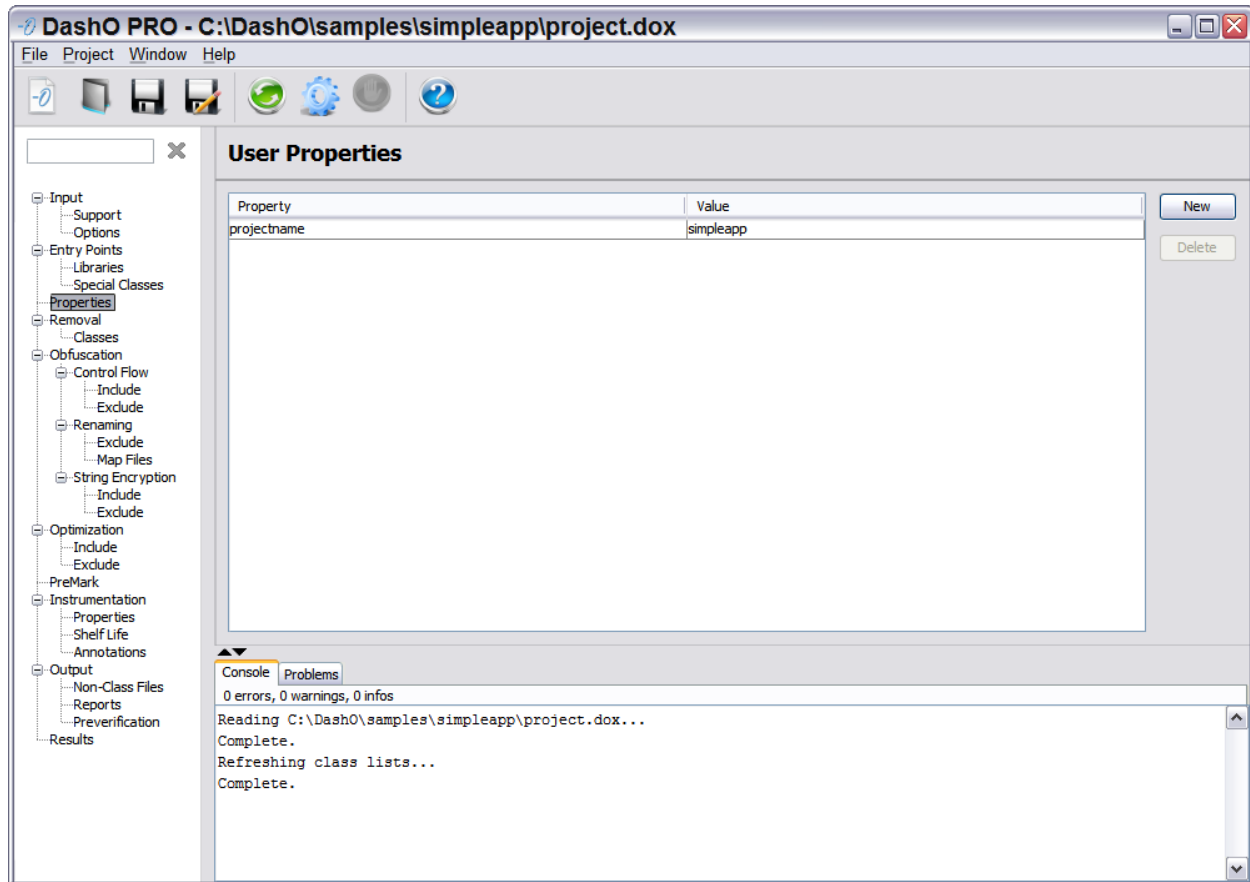 DashO PRO - C:\DashO\samples\simpleapp\project.dox
File Project Window Help
User Properties
Input
Support
Options
Entry Points
Libraries
Special Classes
Properties
Removal
Classes
Obfuscation
Control Flow
Include
Exclude
Renaming
Exclude
Map Files
String Encryption
Include
Exclude
Optimization
Include
Exclude
PreMark
Instrumentation
Properties
Shelf Life
Annotations
Output
Non-Class Files
Reports
Preverification
Results
Property Value
projectname simpleapp
New
Delete
Console Problems
0 errors, 0 warnings, 0 infos
Reading C:\DashO\samples\simpleapp\project.dox...
Complete.
Refreshing class lists...
Complete.